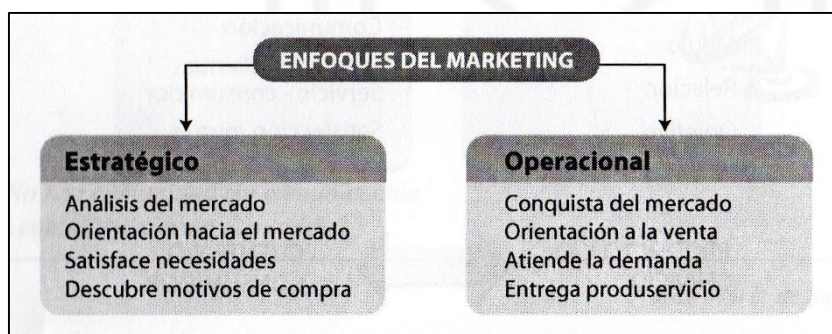 ENFOQUES DEL MARKETING
Estratégico
Análisis del mercado
Orientación hacia el mercado
Satisface necesidades
Descubre motivos de compra
Operacional
Conquista del mercado
Orientación a la venta
Atiende la demanda
Entrega produservicio